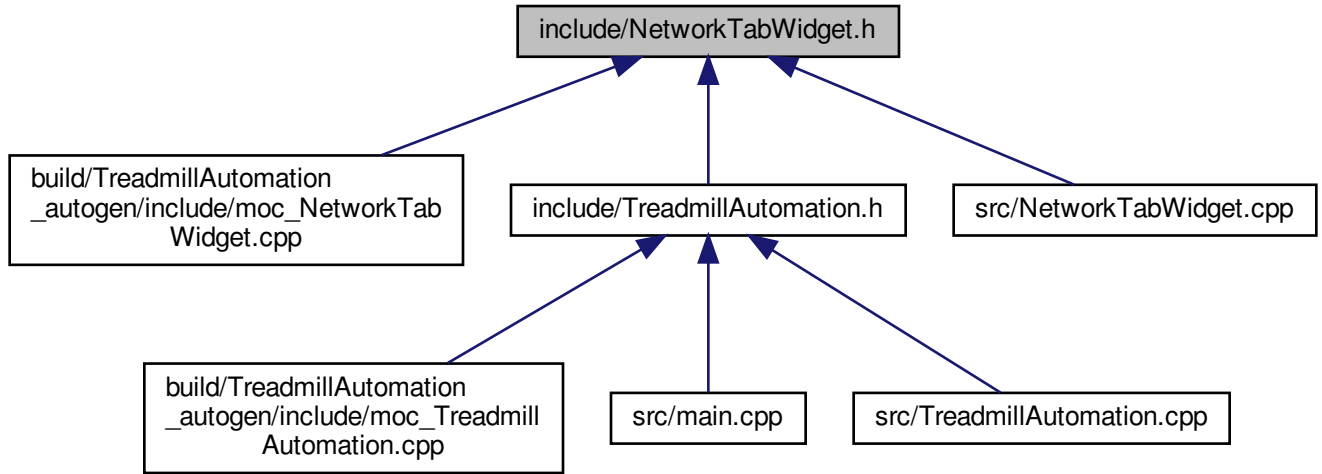 include/NetworkTabWidget.h
build/TreadmillAutomation
_autogen/include/moc_NetworkTab
Widget.cpp
include/TreadmillAutomation.h
src/NetworkTabWidget.cpp
build/TreadmillAutomation
_autogen/include/moc_Treadmill
Automation.cpp
src/main.cpp
src/TreadmillAutomation.cpp